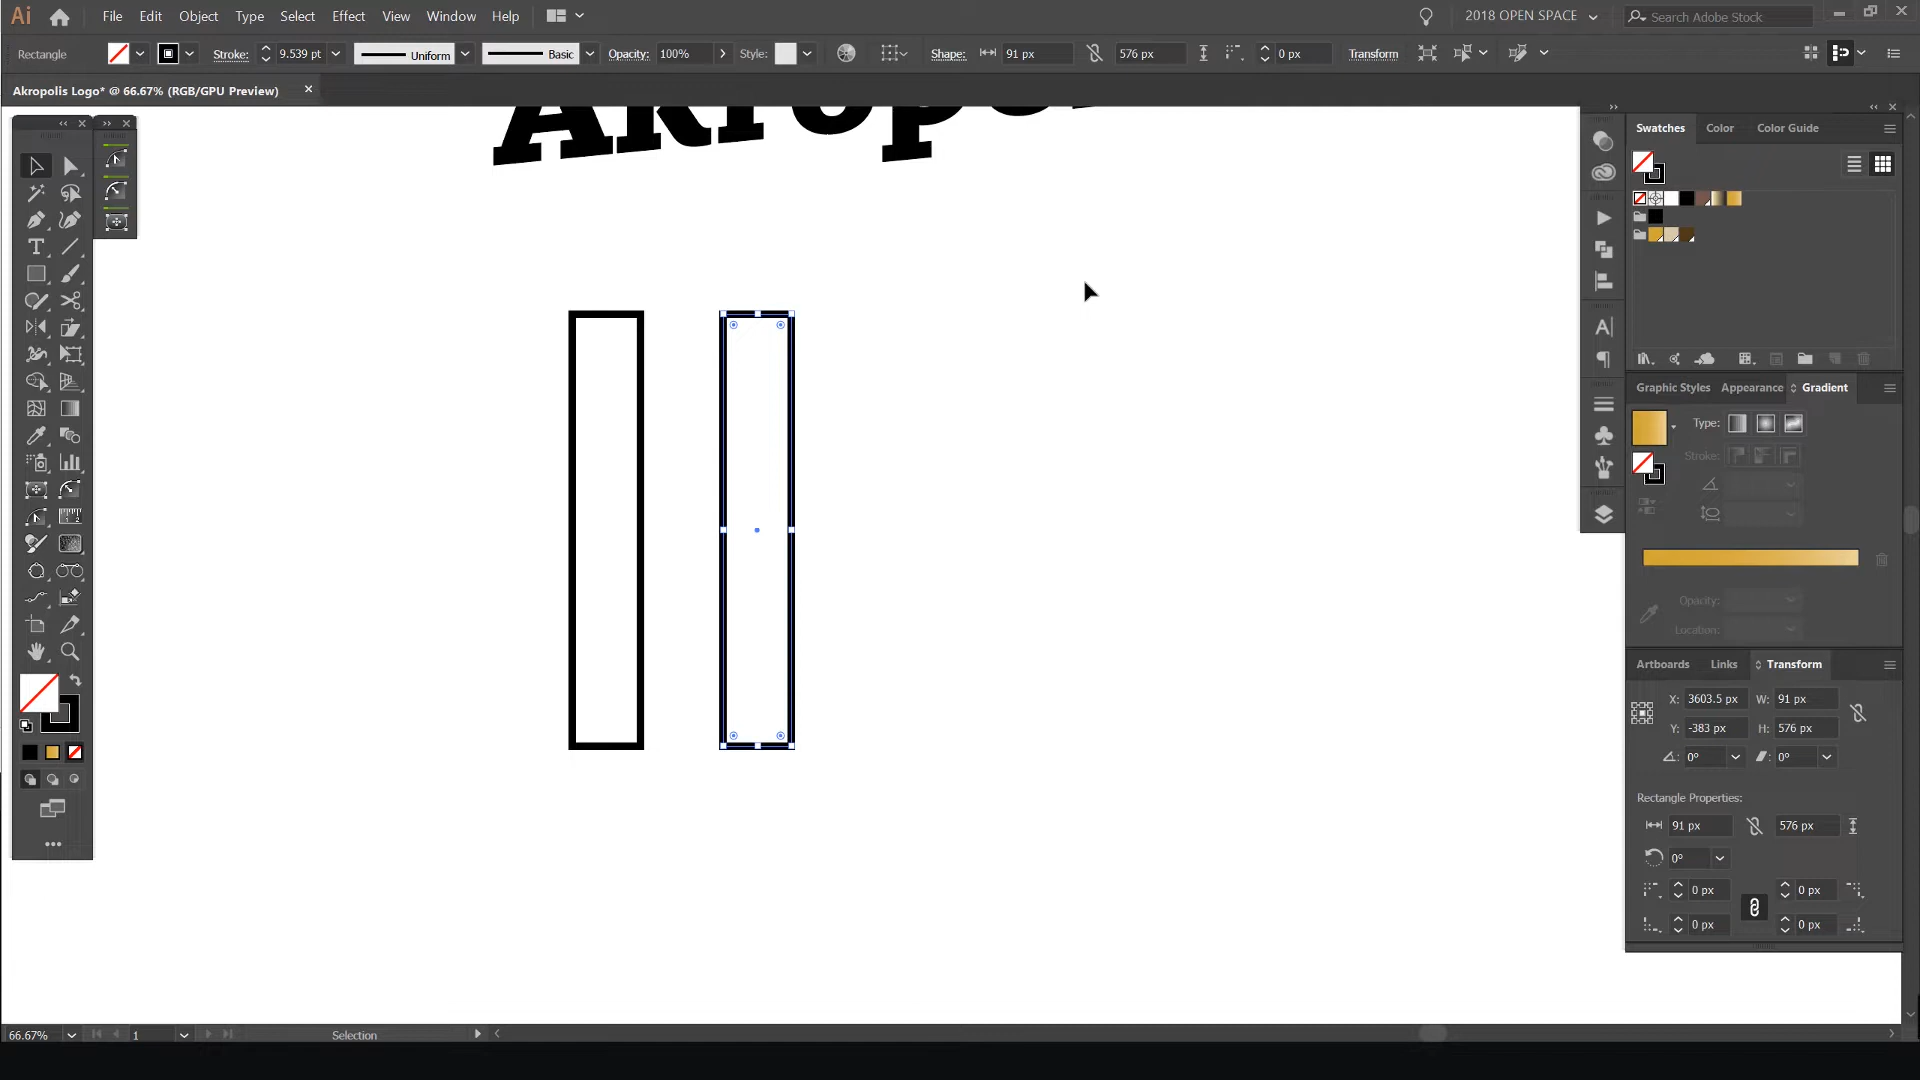 Ai File Edit Object Type Select Effect View Window Help 2018 OPEN SPACE Search Adobe Stock
Rectangle Stroke: 9.539 pt Uniform Basic Opacity: 100% Style: Shape: 91 px 576 px 0 px Transform
Akropolis Logo* @ 66.67% (RGB/GPU Preview)
Swatches Color Color Guide
Graphic Styles Appearance Gradient
Type:
Stroke:
Opacity:
Location:
Artboards Links Transform
X: 3603.5 px W: 91 px
Y: -383 px H: 576 px
0° 0°
Rectangle Properties:
91 px 576 px
0°
0 px 0 px
0 px 0 px
66.67% 1 Selection